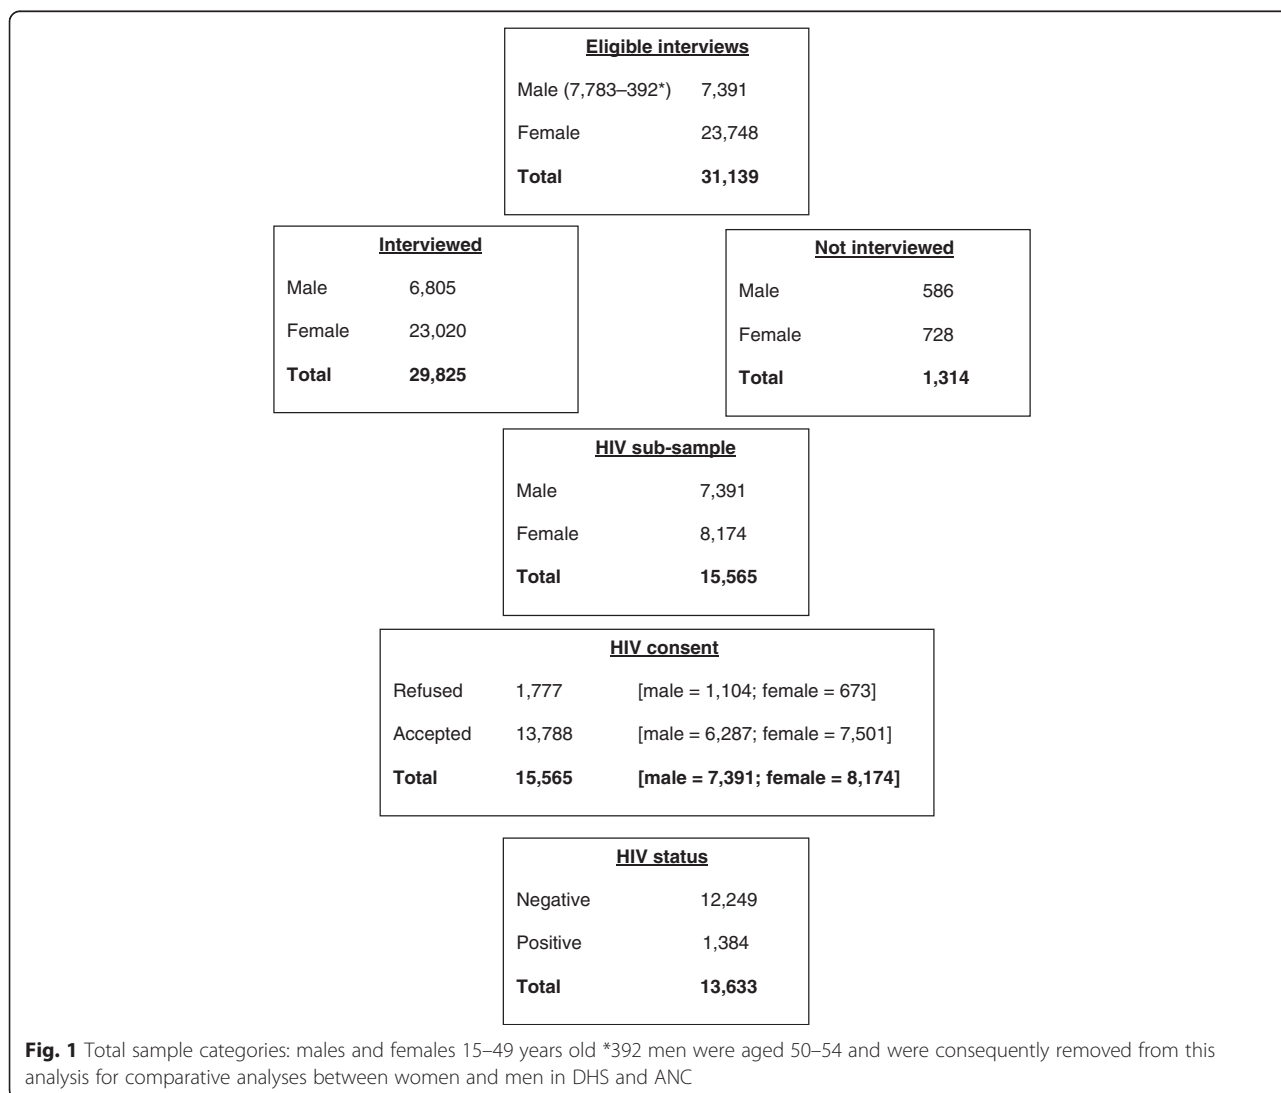 Eligible interviews
Male (7,783–392*) 7,391
Female 23,748
Total 31,139
Interviewed
Male 6,805
Female 23,020
Total 29,825
Not interviewed
Male 586
Female 728
Total 1,314
HIV sub-sample
Male 7,391
Female 8,174
Total 15,565
HIV consent
Refused 1,777 [male = 1,104; female = 673]
Accepted 13,788 [male = 6,287; female = 7,501]
Total 15,565 [male = 7,391; female = 8,174]
HIV status
Negative 12,249
Positive 1,384
Total 13,633
Fig. 1 Total sample categories: males and females 15–49 years old *392 men were aged 50–54 and were consequently removed from this
analysis for comparative analyses between women and men in DHS and ANC